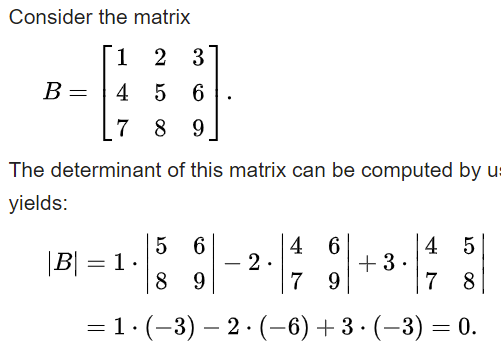 Consider the matrix
B = [1 2 3
4 5 6
7 8 9].
The determinant of this matrix can be computed by
yields:
|B| = 1 · |5 6; 8 9| − 2 · |4 6; 7 9| + 3 · |4 5; 7 8|
= 1 · (−3) − 2 · (−6) + 3 · (−3) = 0.